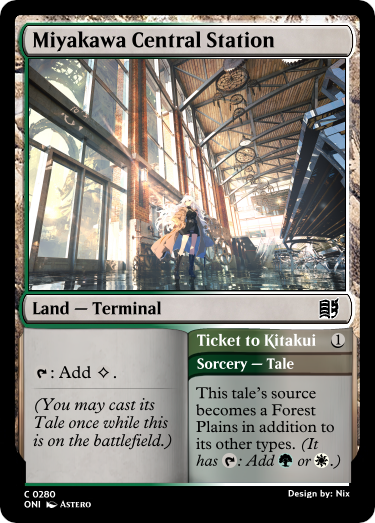 Miyakawa Central Station
Land — Terminal
: Add .
(You may cast its
Tale once while this
is on the battlefield.)
Ticket to Kitakui 1
Sorcery — Tale
This tale's source
becomes a Forest
Plains in addition to
its other types. (It
has : Add or .)
C 0280
ONI ASTERO
Design by: Nix